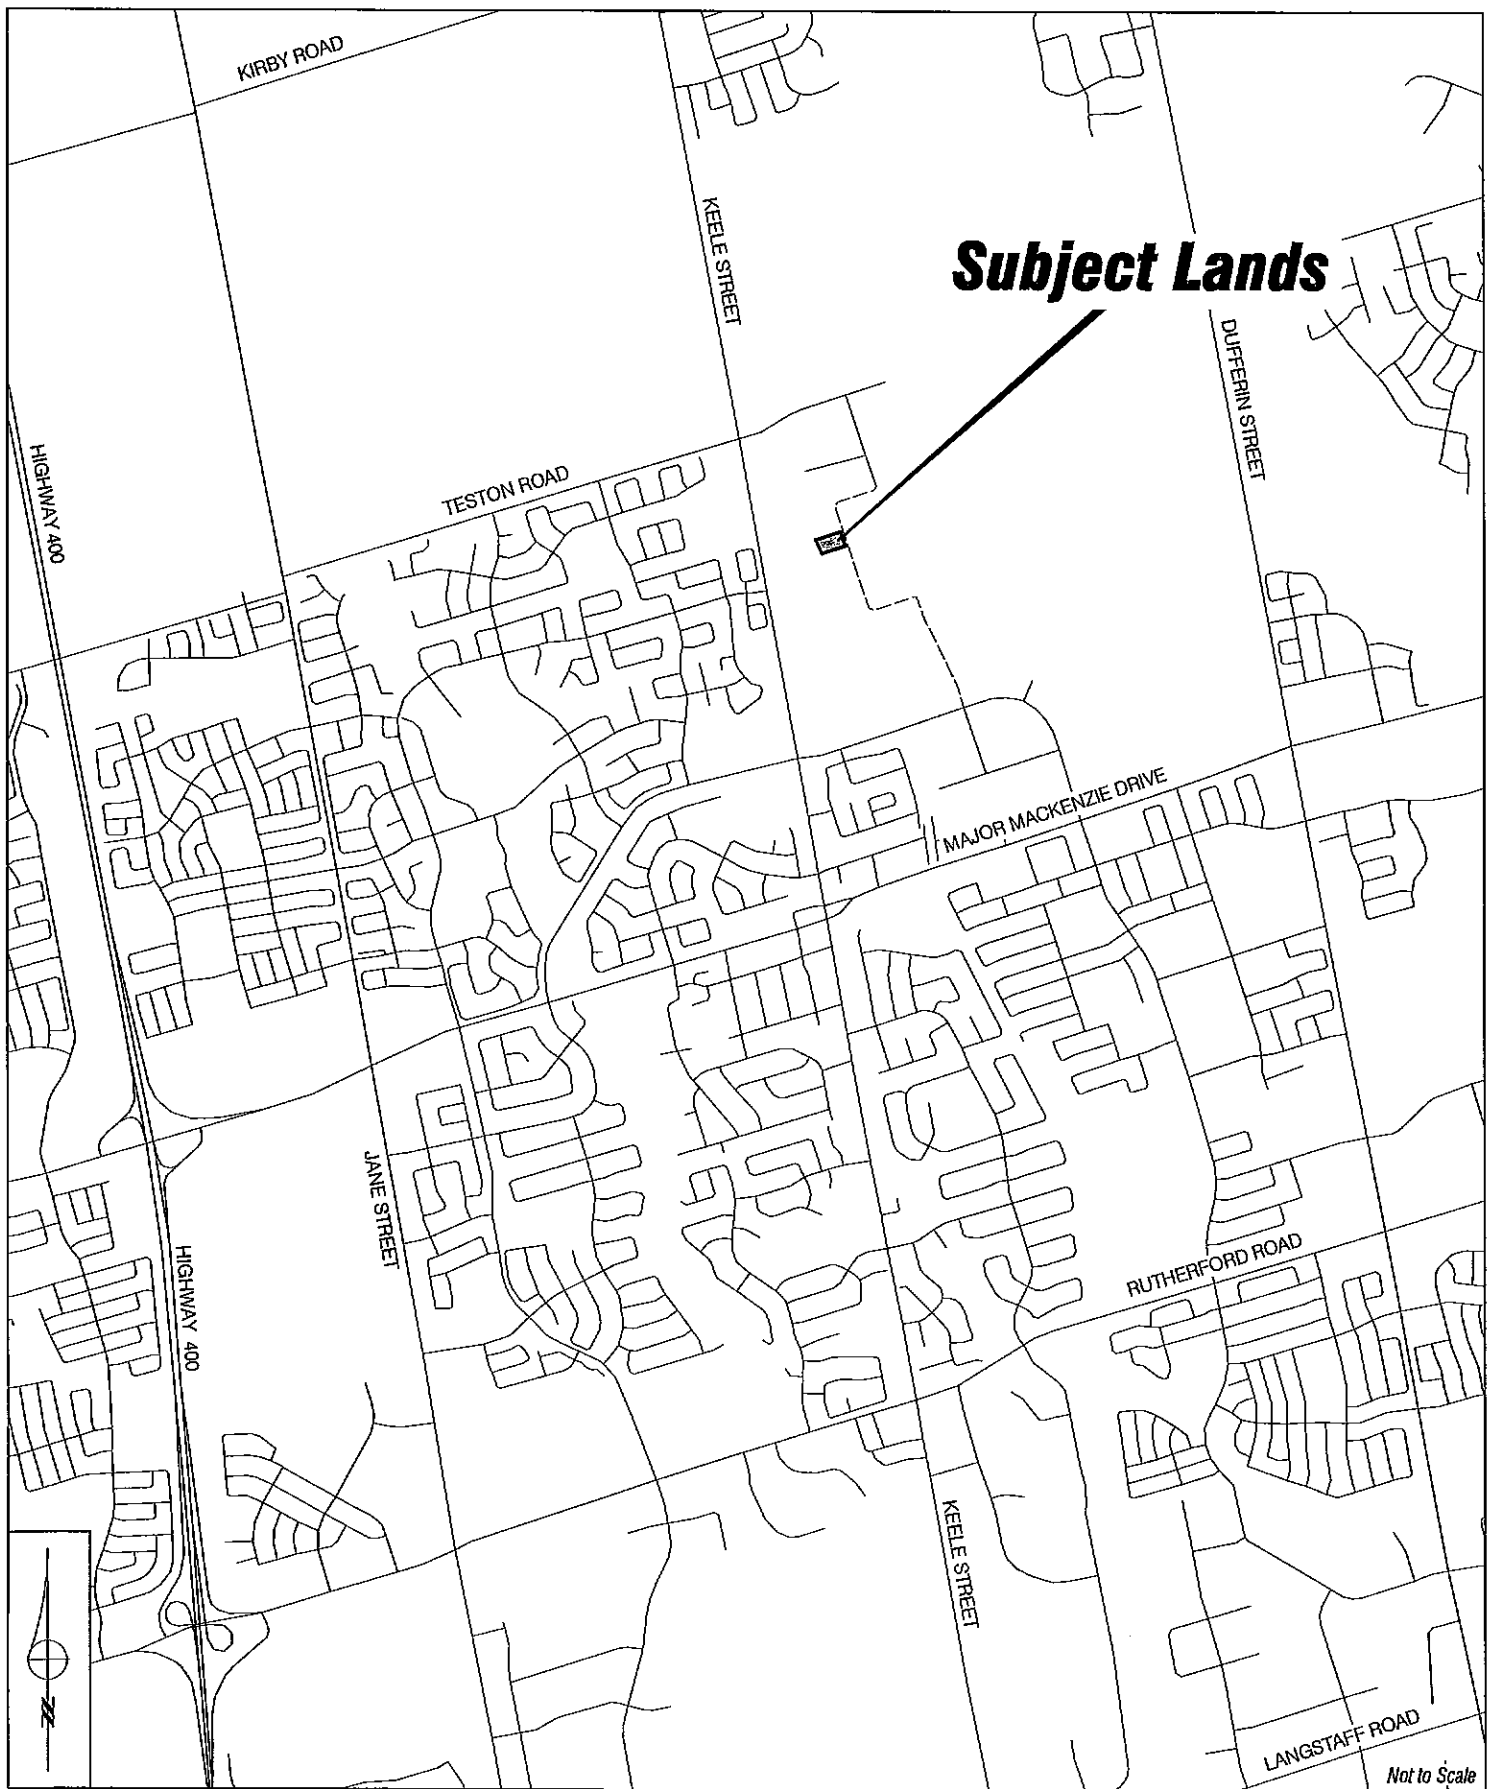 KIRBY ROAD
KEELE STREET
Subject Lands
DUFFERIN STREET
HIGHWAY 400
TESTON ROAD
MAJOR MACKENZIE DRIVE
JANE STREET
HIGHWAY 400
RUTHERFORD ROAD
KEELE STREET
N
LANGSTAFF ROAD
Not to Scale